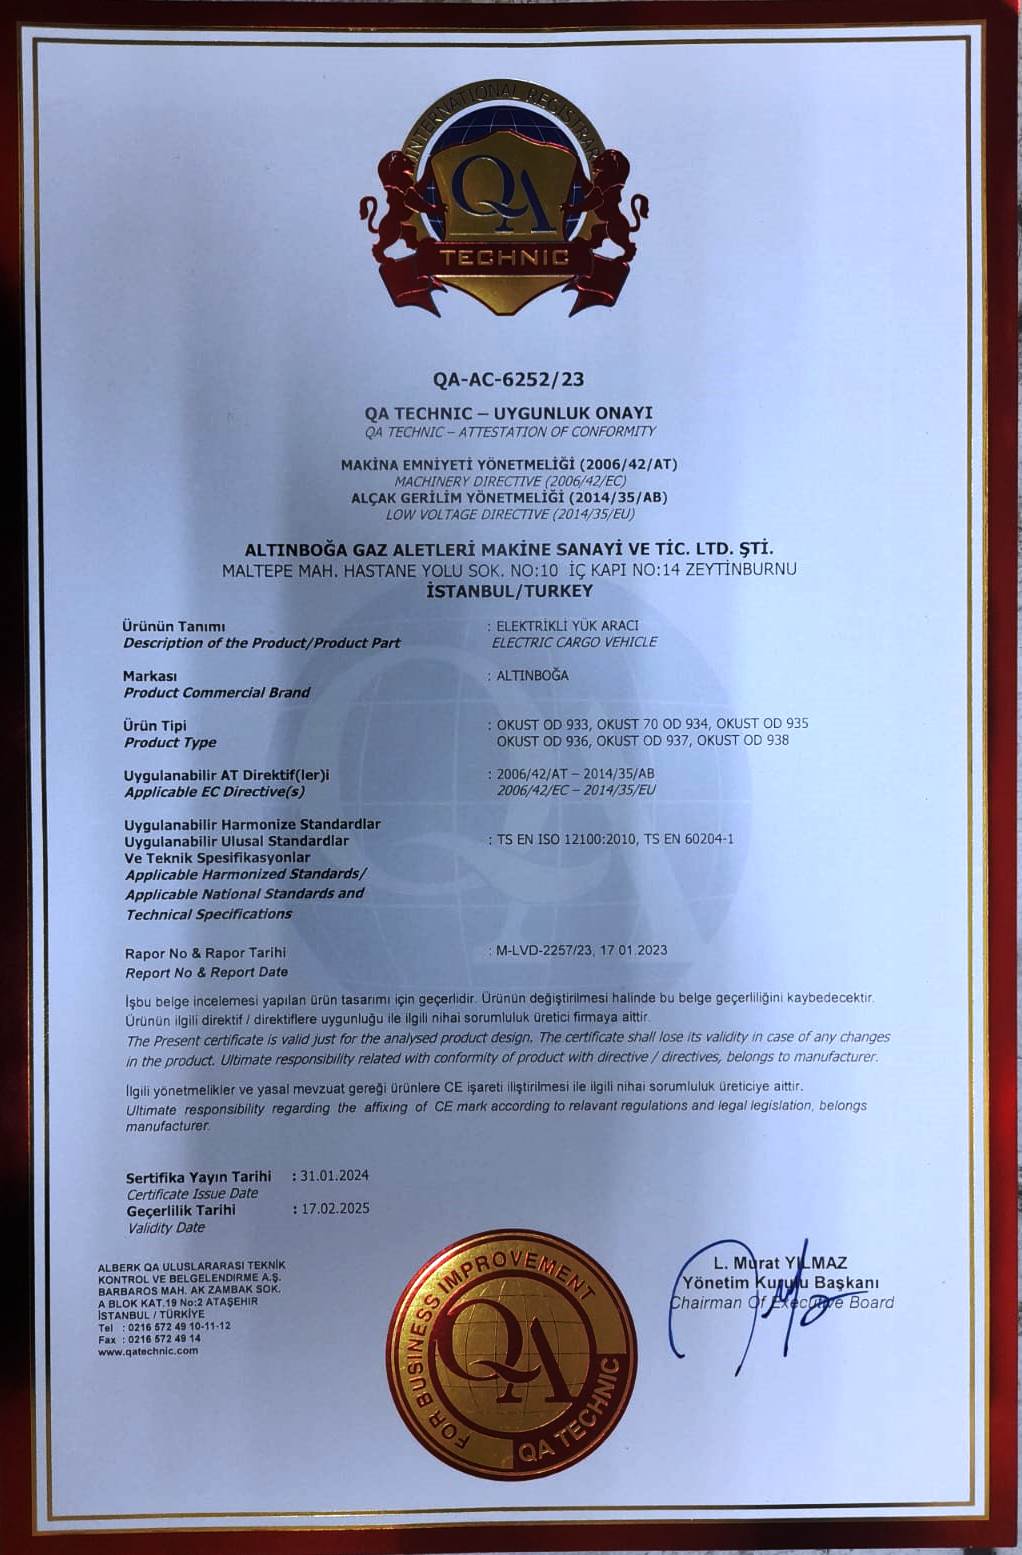 INTERNATIONAL REGISTRAR
QA
TECHNIC
QA-AC-6252/23
QA TECHNIC – UYGUNLUK ONAYI
QA TECHNIC – ATTESTATION OF CONFORMITY
MAKİNA EMNİYETİ YÖNETMELİĞİ (2006/42/AT)
MACHINERY DIRECTIVE (2006/42/EC)
ALÇAK GERİLİM YÖNETMELİĞİ (2014/35/AB)
LOW VOLTAGE DIRECTIVE (2014/35/EU)
ALTINBOĞA GAZ ALETLERİ MAKİNE SANAYİ VE TİC. LTD. ŞTİ.
MALTEPE MAH. HASTANE YOLU SOK. NO:10 İÇ KAPI NO:14 ZEYTİNBURNU
İSTANBUL/TURKEY
Ürünün Tanımı : ELEKTRİKLİ YÜK ARACI
Description of the Product/Product Part ELECTRIC CARGO VEHICLE
Markası : ALTINBOĞA
Product Commercial Brand
Ürün Tipi : OKUST OD 933, OKUST 70 OD 934, OKUST OD 935
Product Type OKUST OD 936, OKUST OD 937, OKUST OD 938
Uygulanabilir AT Direktif(ler)i : 2006/42/AT – 2014/35/AB
Applicable EC Directive(s) 2006/42/EC – 2014/35/EU
Uygulanabilir Harmonize Standardlar
Uygulanabilir Ulusal Standardlar : TS EN ISO 12100:2010, TS EN 60204-1
Ve Teknik Spesifikasyonlar
Applicable Harmonized Standards/
Applicable National Standards and
Technical Specifications
Rapor No & Rapor Tarihi : M-LVD-2257/23, 17.01.2023
Report No & Report Date
İşbu belge incelemesi yapılan ürün tasarımı için geçerlidir. Ürünün değiştirilmesi halinde bu belge geçerliliğini kaybedecektir.
Ürünün ilgili direktif / direktiflere uygunluğu ile ilgili nihai sorumluluk üretici firmaya aittir.
The Present certificate is valid just for the analysed product design. The certificate shall lose its validity in case of any changes
in the product. Ultimate responsibility related with conformity of product with directive / directives, belongs to manufacturer.
İlgili yönetmelikler ve yasal mevzuat gereği ürünlere CE işareti iliştirilmesi ile ilgili nihai sorumluluk üreticiye aittir.
Ultimate responsibility regarding the affixing of CE mark according to relavant regulations and legal legislation, belongs
manufacturer.
Sertifika Yayın Tarihi : 31.01.2024
Certificate Issue Date
Geçerlilik Tarihi : 17.02.2025
Validity Date
ALBERK QA ULUSLARARASI TEKNİK
KONTROL VE BELGELENDİRME A.Ş.
BARBAROS MAH. AK ZAMBAK SOK.
A BLOK KAT.19 No:2 ATAŞEHIR
İSTANBUL / TÜRKİYE
Tel : 0216 572 49 10-11-12
Fax : 0216 572 49 14
www.qatechnic.com
FOR BUSINESS IMPROVEMENT
QA
QA TECHNIC
L. Murat YILMAZ
Yönetim Kurulu Başkanı
Chairman Of Executive Board